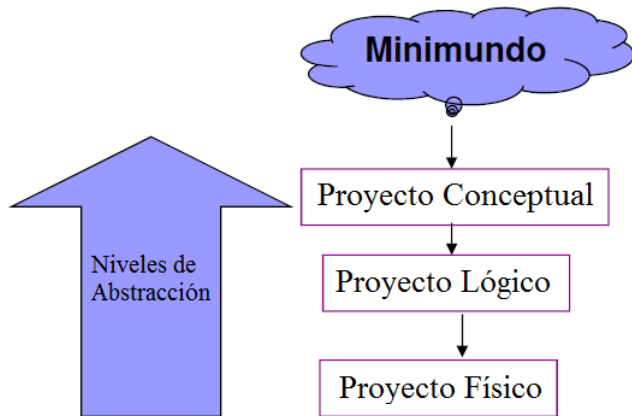 Minimundo
Proyecto Conceptual
Niveles de
Abstracción
Proyecto Lógico
Proyecto Físico